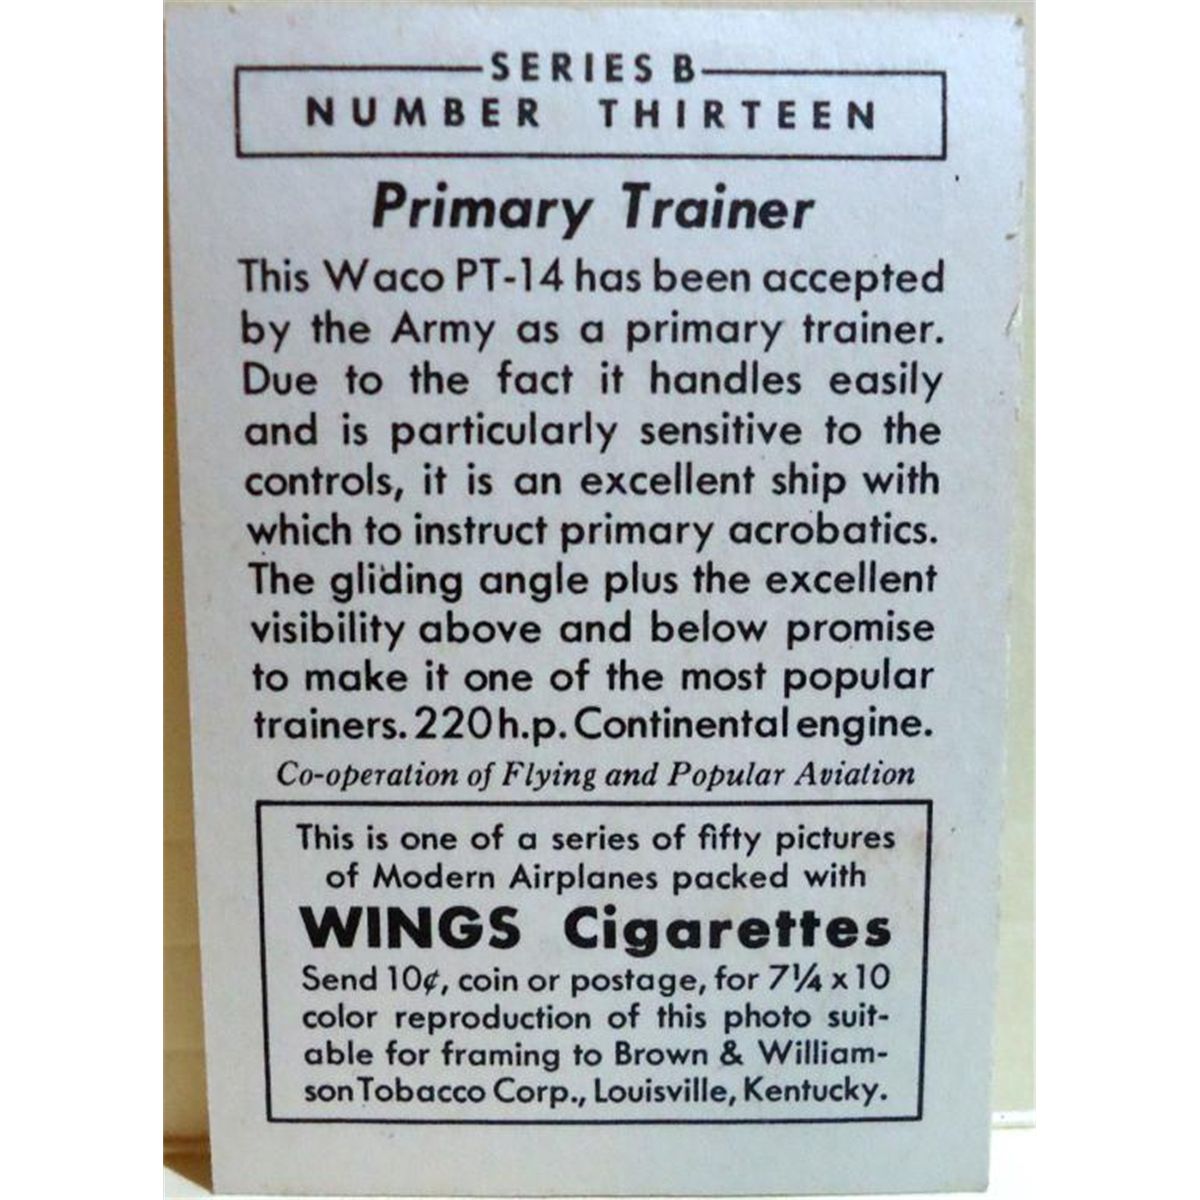 SERIES B
NUMBER THIRTEEN
Primary Trainer
This Waco PT-14 has been accepted
by the Army as a primary trainer.
Due to the fact it handles easily
and is particularly sensitive to the
controls, it is an excellent ship with
which to instruct primary acrobatics.
The gliding angle plus the excellent
visibility above and below promise
to make it one of the most popular
trainers. 220 h.p. Continental engine.
Co-operation of Flying and Popular Aviation
This is one of a series of fifty pictures
of Modern Airplanes packed with
WINGS Cigarettes
Send 10¢, coin or postage, for 7¼ x 10
color reproduction of this photo suit-
able for framing to Brown & William-
son Tobacco Corp., Louisville, Kentucky.